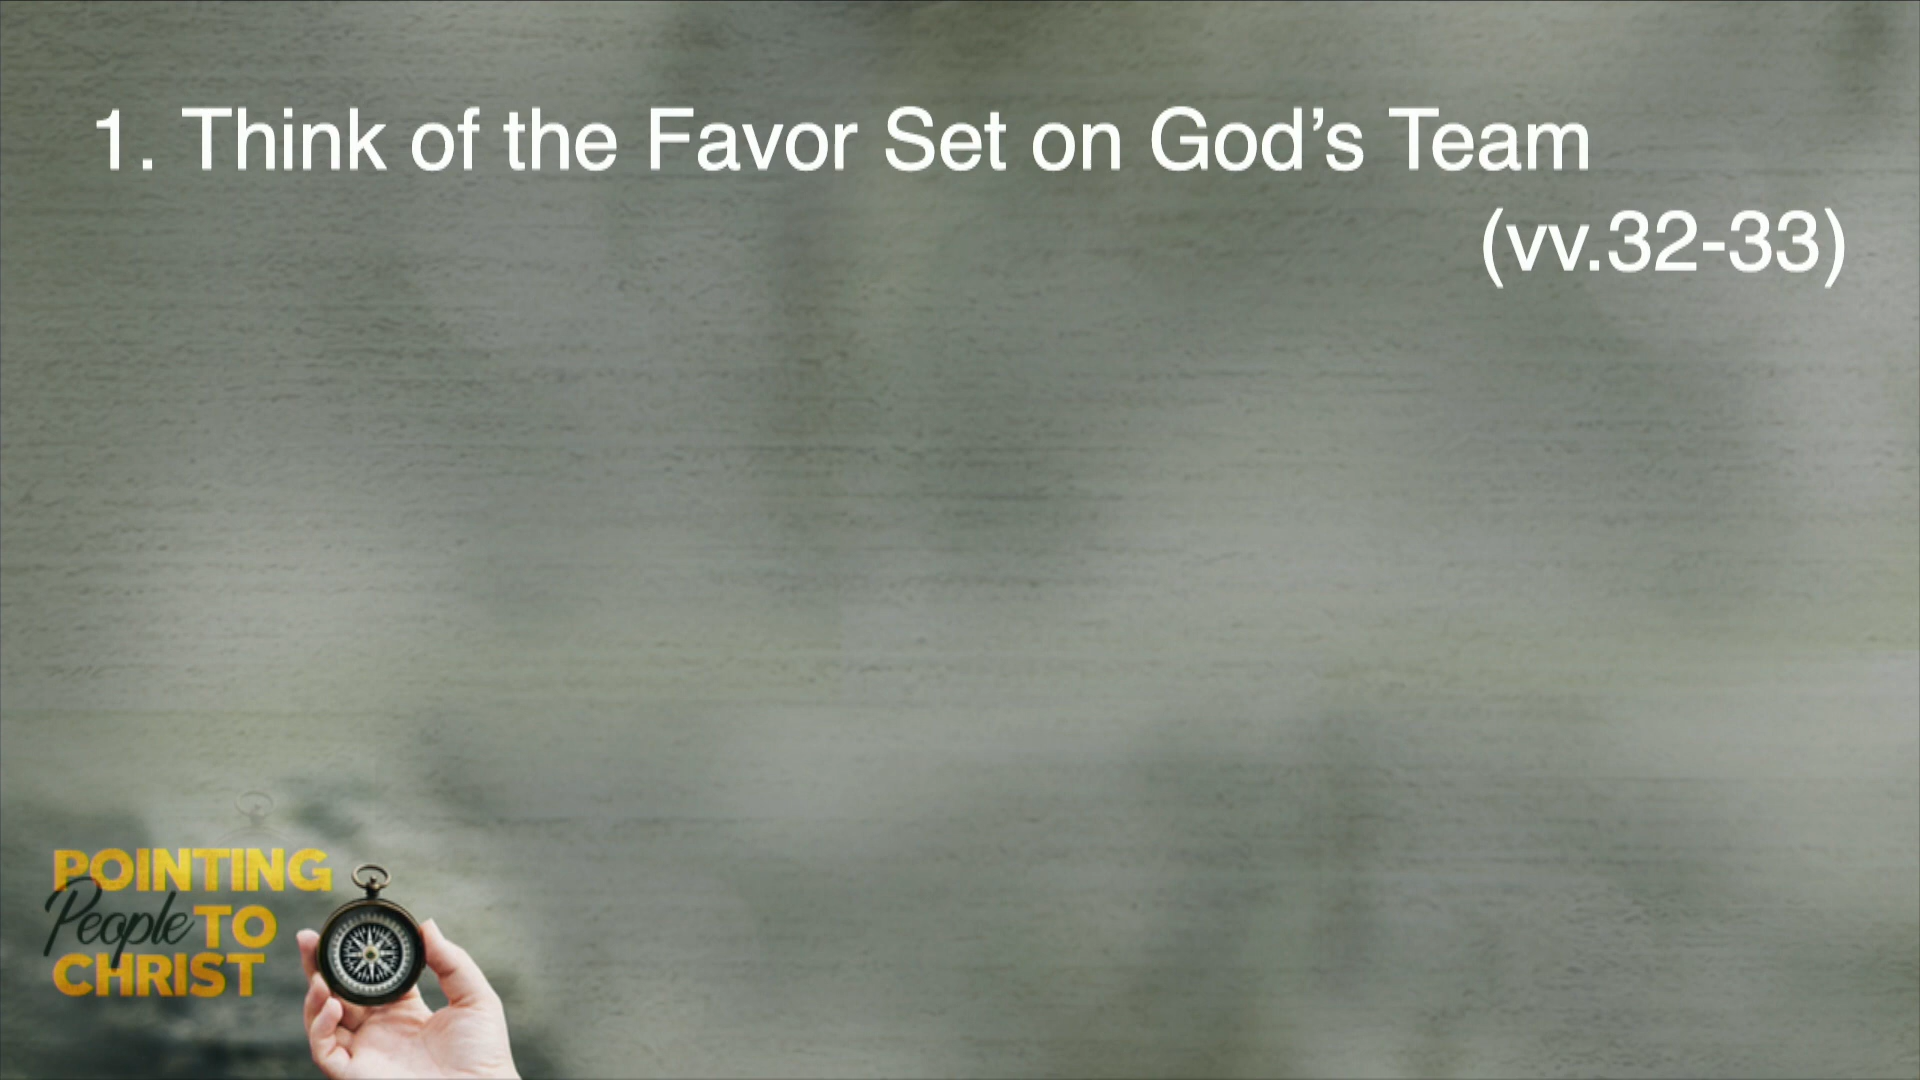 1. Think of the Favor Set on God’s Team
(vv.32-33)
POINTING
People TO
CHRIST